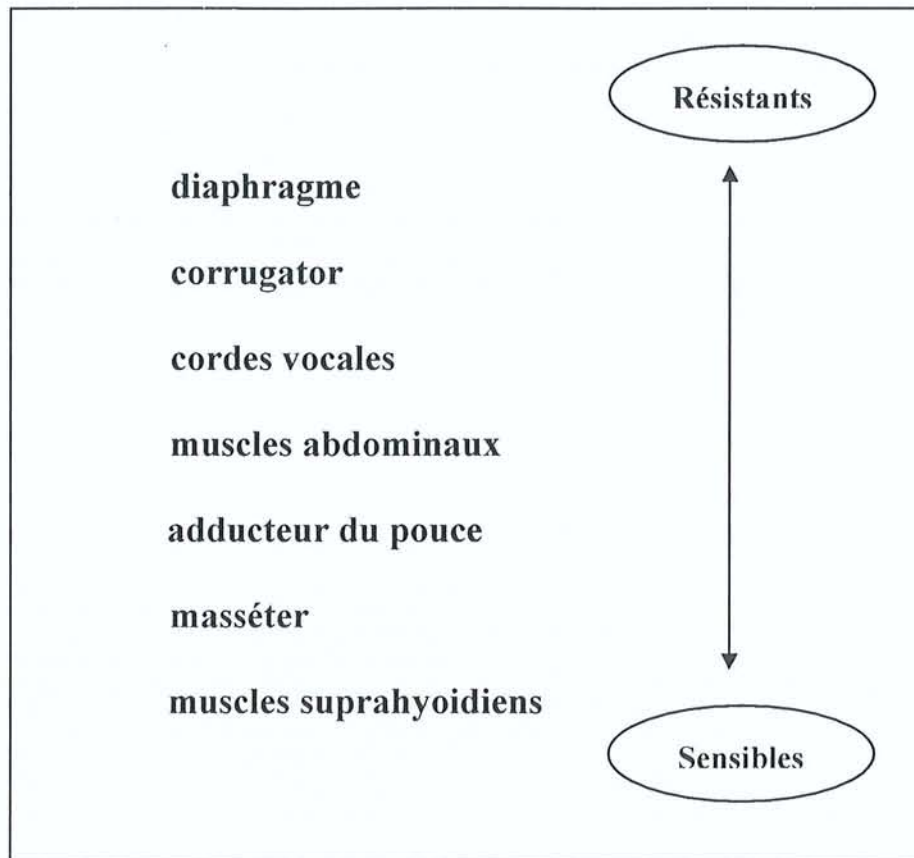 Résistants
diaphragme
corrugator
cordes vocales
muscles abdominaux
adducteur du pouce
masséter
muscles suprahyoidiens
Sensibles